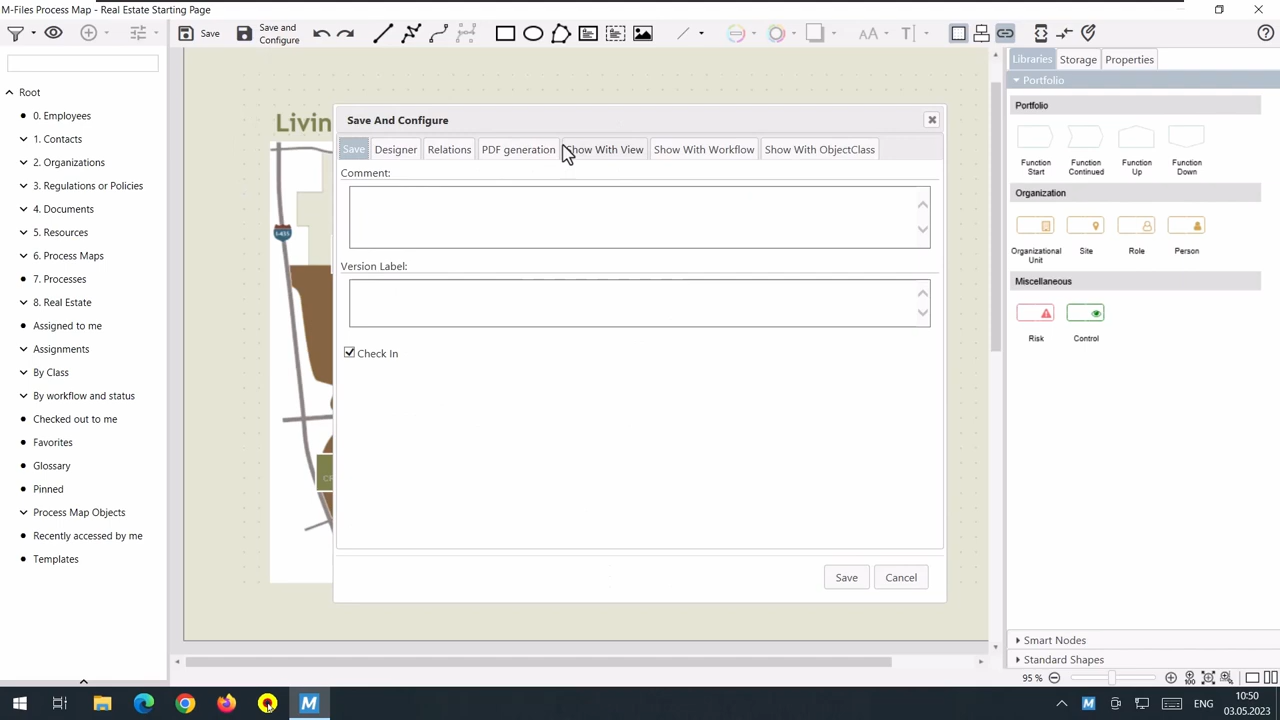 M-Files Process Map - Real Estate Starting Page
Save
Save and
Configure
AA
T
Root
0. Employees
1. Contacts
2. Organizations
3. Regulations or Policies
4. Documents
5. Resources
6. Process Maps
7. Processes
8. Real Estate
Assigned to me
Assignments
By Class
By workflow and status
Checked out to me
Favorites
Glossary
Pinned
Process Map Objects
Recently accessed by me
Templates
Livin
I-435
Save And Configure
Save
Designer
Relations
PDF generation
Show With View
Show With Workflow
Show With ObjectClass
Comment:
Version Label:
Check In
Save
Cancel
Libraries
Storage
Properties
Portfolio
Portfolio
Function
Start
Function
Continued
Function
Up
Function
Down
Organization
Organizational
Unit
Site
Role
Person
Miscellaneous
Risk
Control
Smart Nodes
Standard Shapes
95 %
ENG
10:50
03.05.2023